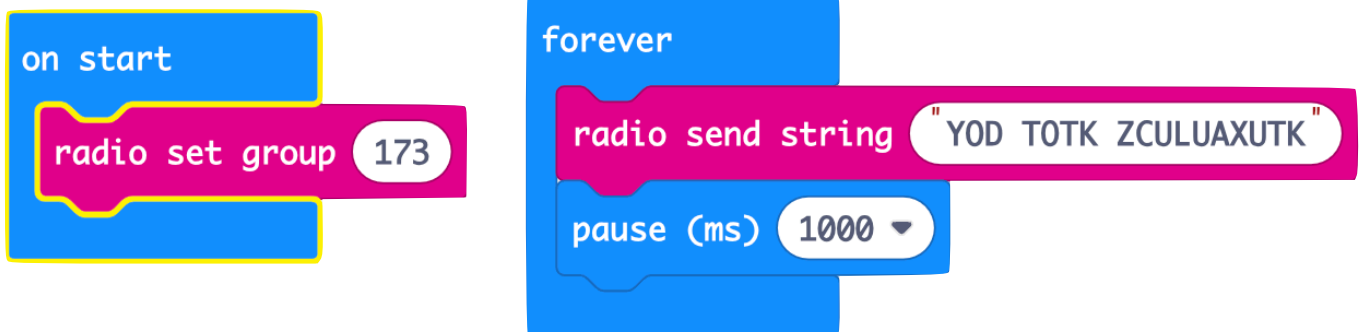 on start
radio set group 173
forever
radio send string "YOD TOTK ZCULUAXUTK"
pause (ms) 1000